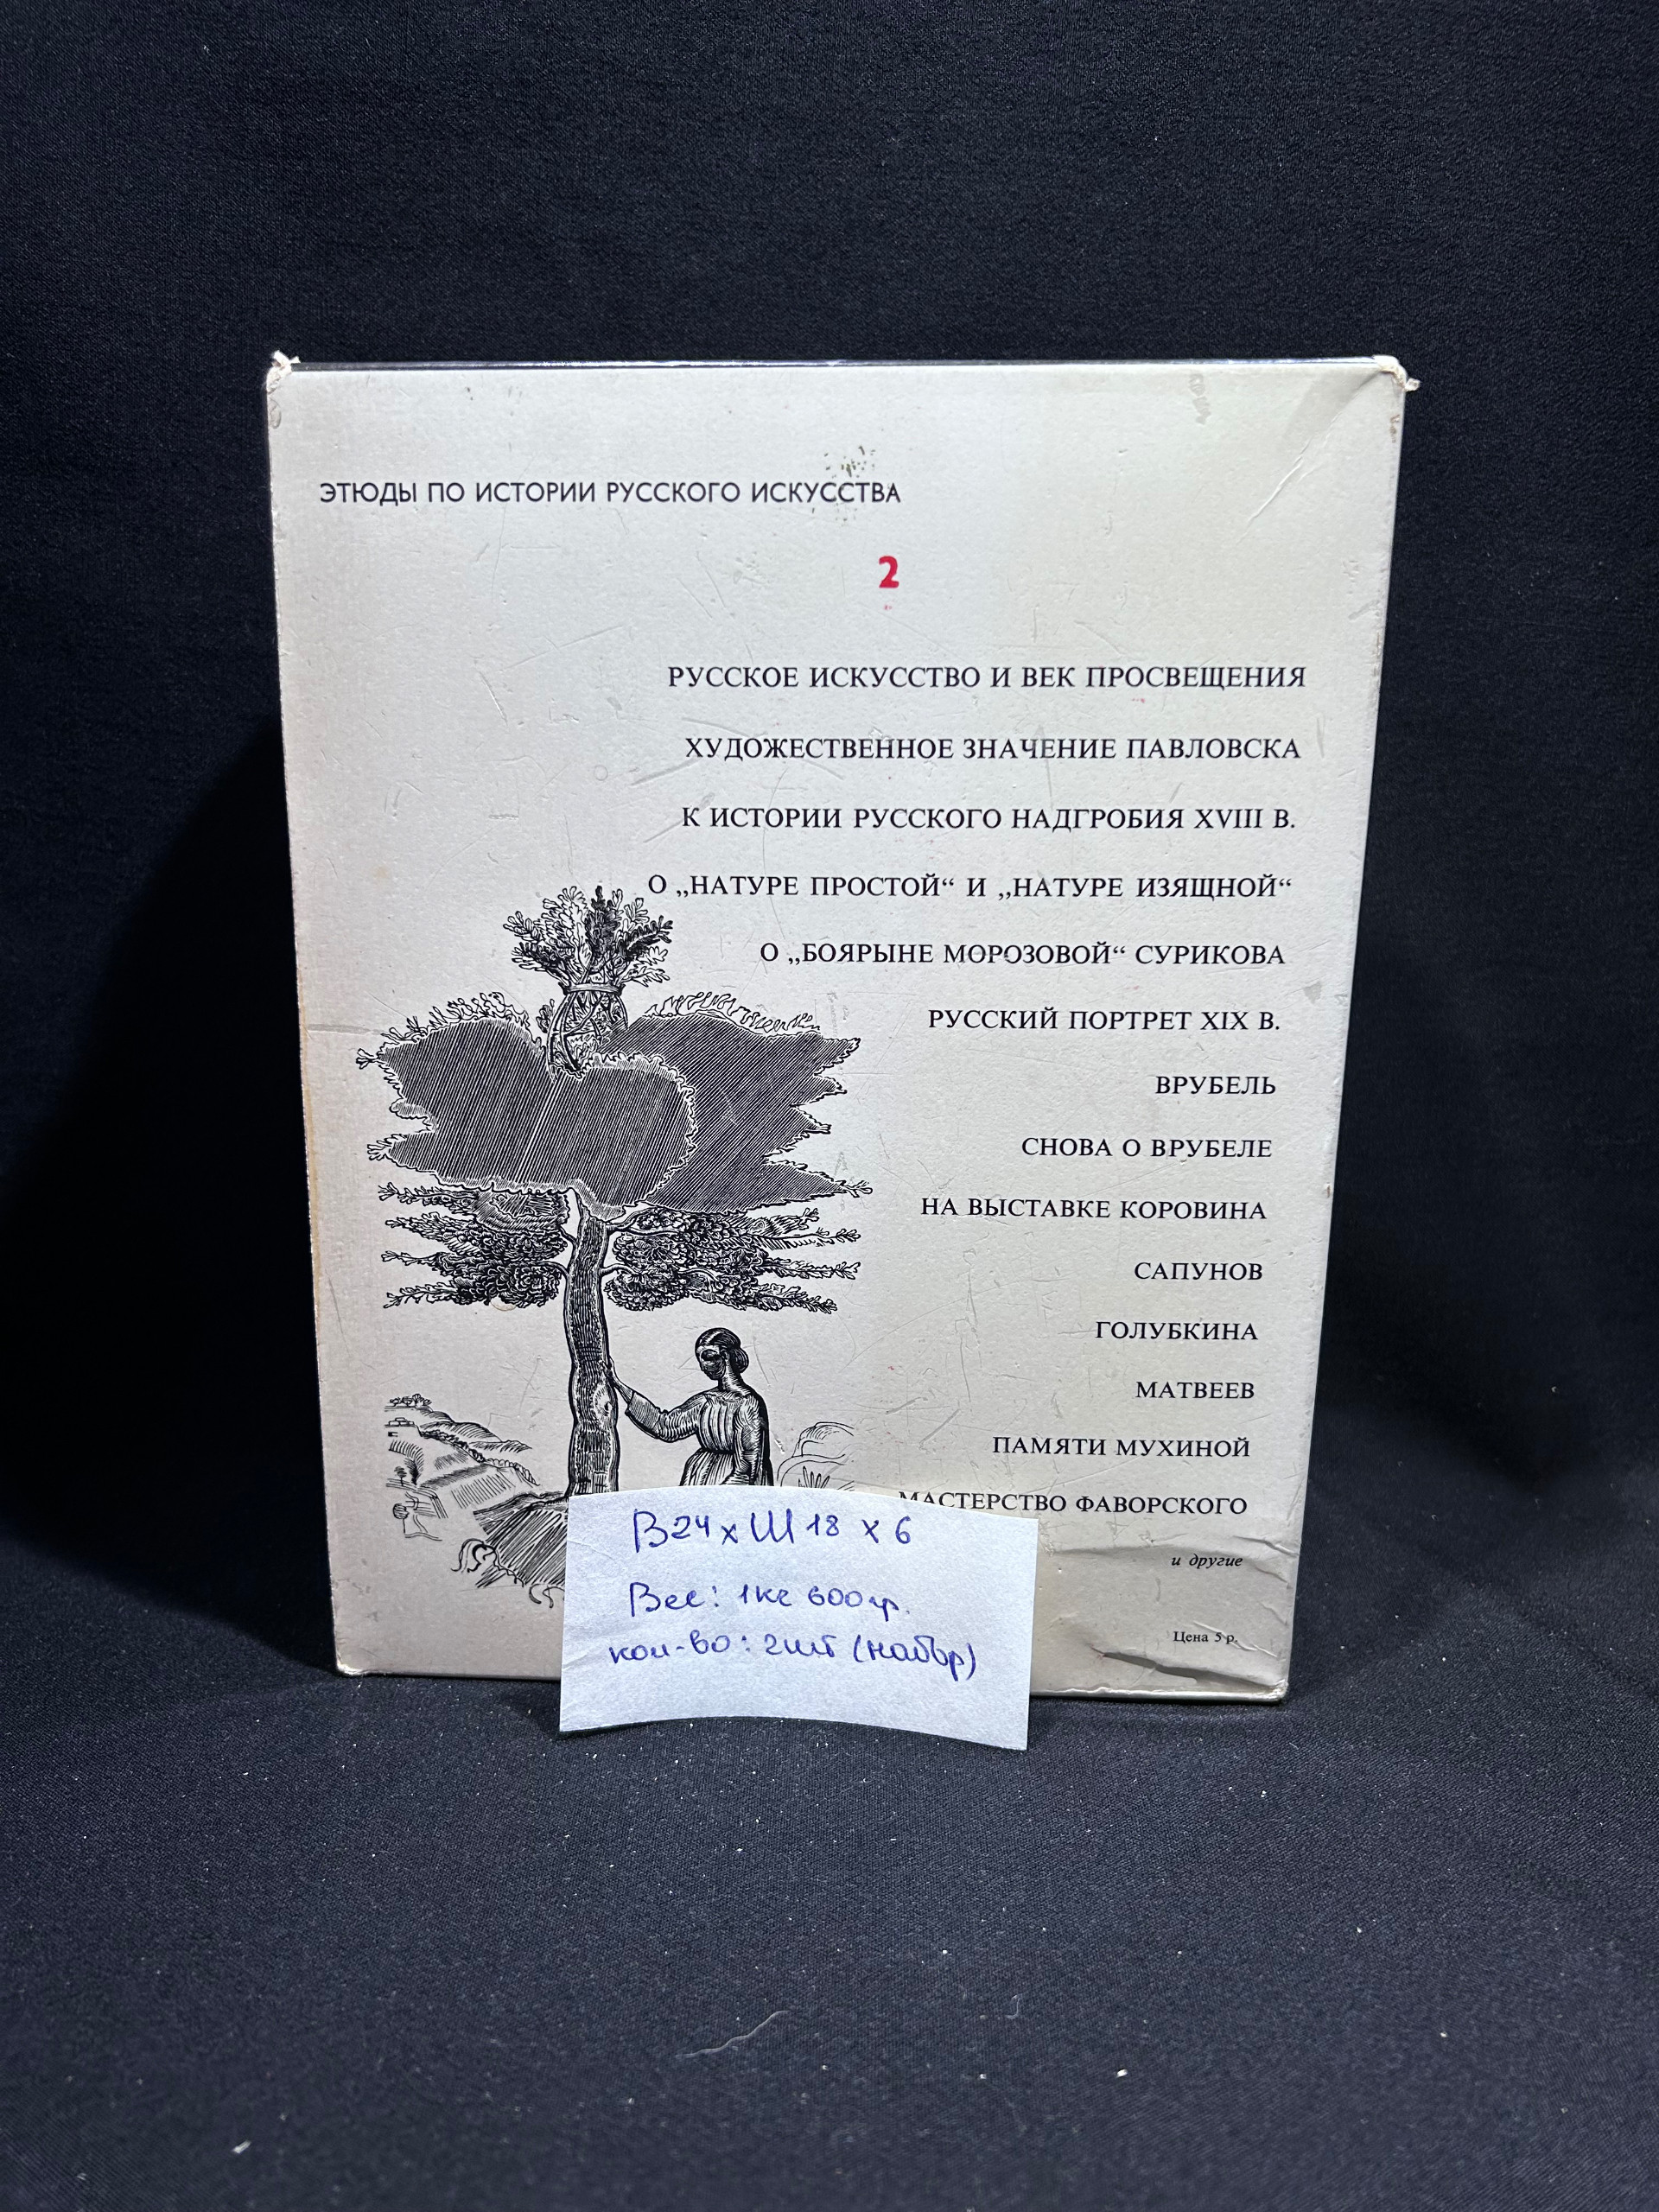 ЭТЮДЫ ПО ИСТОРИИ РУССКОГО ИСКУССТВА
2
РУССКОЕ ИСКУССТВО И ВЕК ПРОСВЕЩЕНИЯ
ХУДОЖЕСТВЕННОЕ ЗНАЧЕНИЕ ПАВЛОВСКА
К ИСТОРИИ РУССКОГО НАДГРОБИЯ XVIII В.
О „НАТУРЕ ПРОСТОЙ“ И „НАТУРЕ ИЗЯЩНОЙ“
О „БОЯРЫНЕ МОРОЗОВОЙ“ СУРИКОВА
РУССКИЙ ПОРТРЕТ XIX В.
ВРУБЕЛЬ
СНОВА О ВРУБЕЛЕ
НА ВЫСТАВКЕ КОРОВИНА
САПУНОВ
ГОЛУБКИНА
МАТВЕЕВ
ПАМЯТИ МУХИНОЙ
МАСТЕРСТВО ФАВОРСКОГО
и другие
Цена 5 р.
В24 х Ш18 х 6
Вес: 1кг 600гр.
кол-во: 2шт (набор)